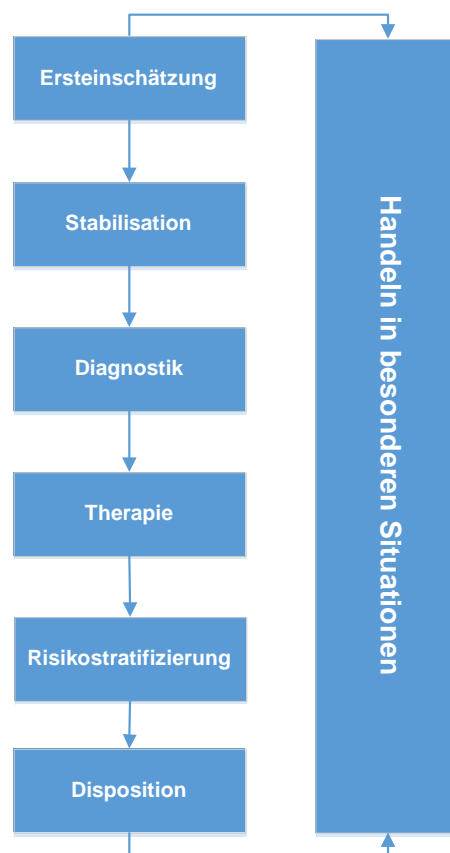 Ersteinschätzung
Stabilisation
Diagnostik
Therapie
Risikostratifizierung
Disposition
Handeln in besonderen Situationen